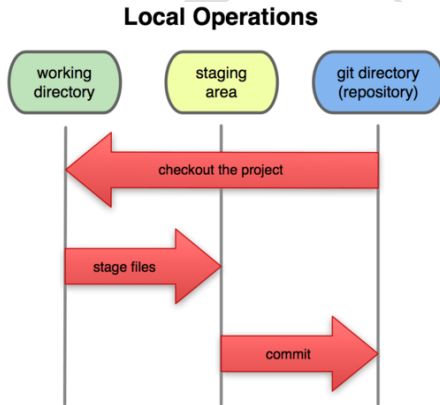 Local Operations
working
directory
staging
area
git directory
(repository)
checkout the project
stage files
commit